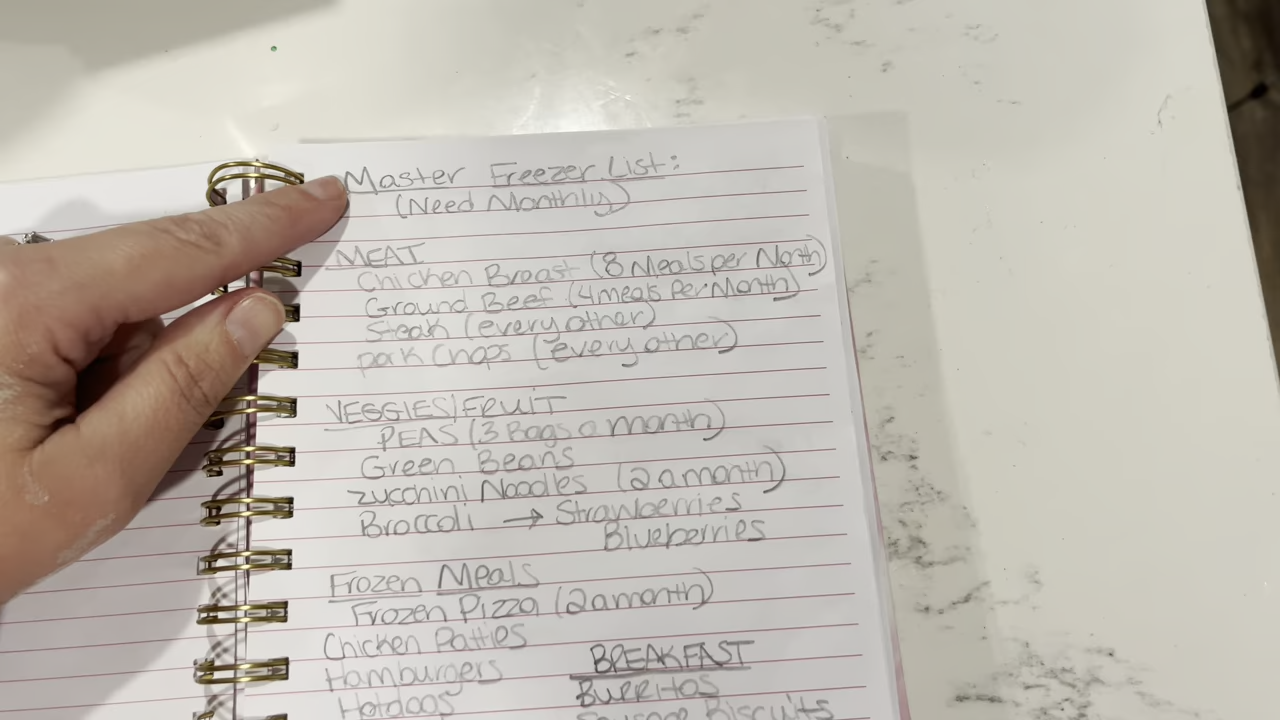 Master Freezer List:
(Need Monthly)
MEAT
Chicken Breast (8 Meals per Month)
Ground Beef (4 meals Per Month)
Steak (every other)
pork Chops (every other)
VEGGIES/FRUIT
PEAS (3 Bags a month)
Green Beans
Zucchini Noodles (2 a month)
Broccoli → Strawberries
Blueberries
Frozen Meals
Frozen Pizza (2 a month)
Chicken Patties
Hamburgers
Hotdogs
BREAKFAST
BURRITOS
Sausage Biscuits